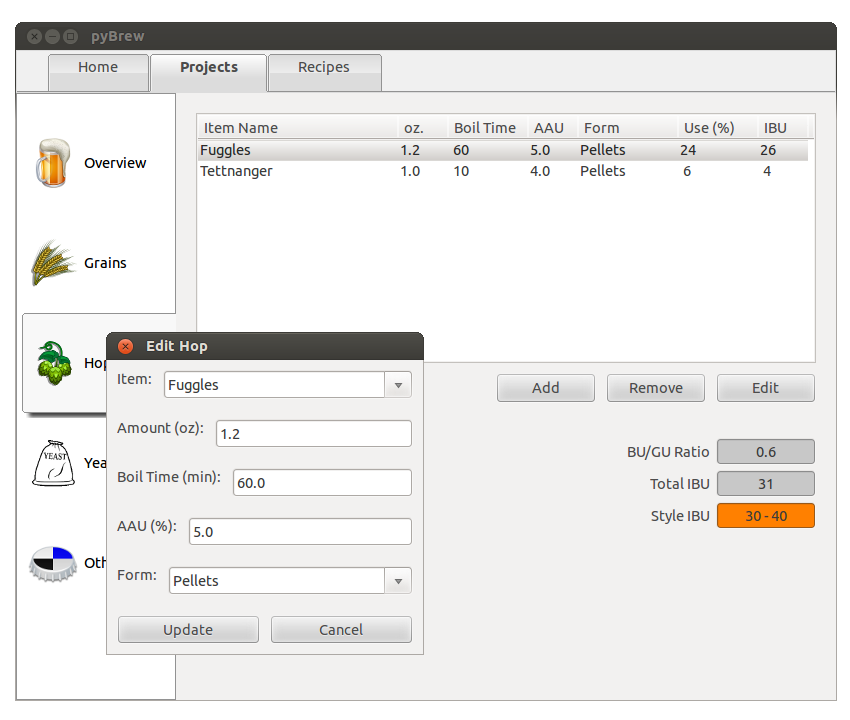 pyBrew
Home Projects Recipes
Overview
Grains
Hop
YEAST
Yea
Oth
Item Name oz. Boil Time AAU Form Use (%) IBU
Fuggles 1.2 60 5.0 Pellets 24 26
Tettnanger 1.0 10 4.0 Pellets 6 4
Add Remove Edit
BU/GU Ratio 0.6
Total IBU 31
Style IBU 30 - 40
Edit Hop
Item: Fuggles
Amount (oz): 1.2
Boil Time (min): 60.0
AAU (%): 5.0
Form: Pellets
Update Cancel